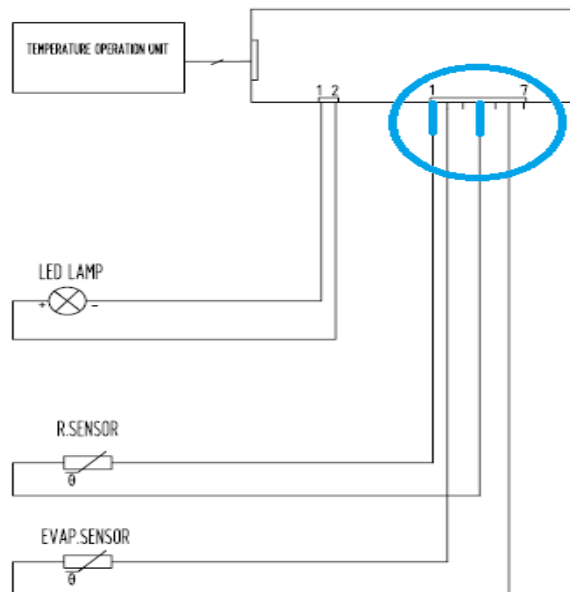 TEMPERATURE OPERATION UNIT
1 2
1 7
LED LAMP
+ -
R.SENSOR
θ
EVAP.SENSOR
θ